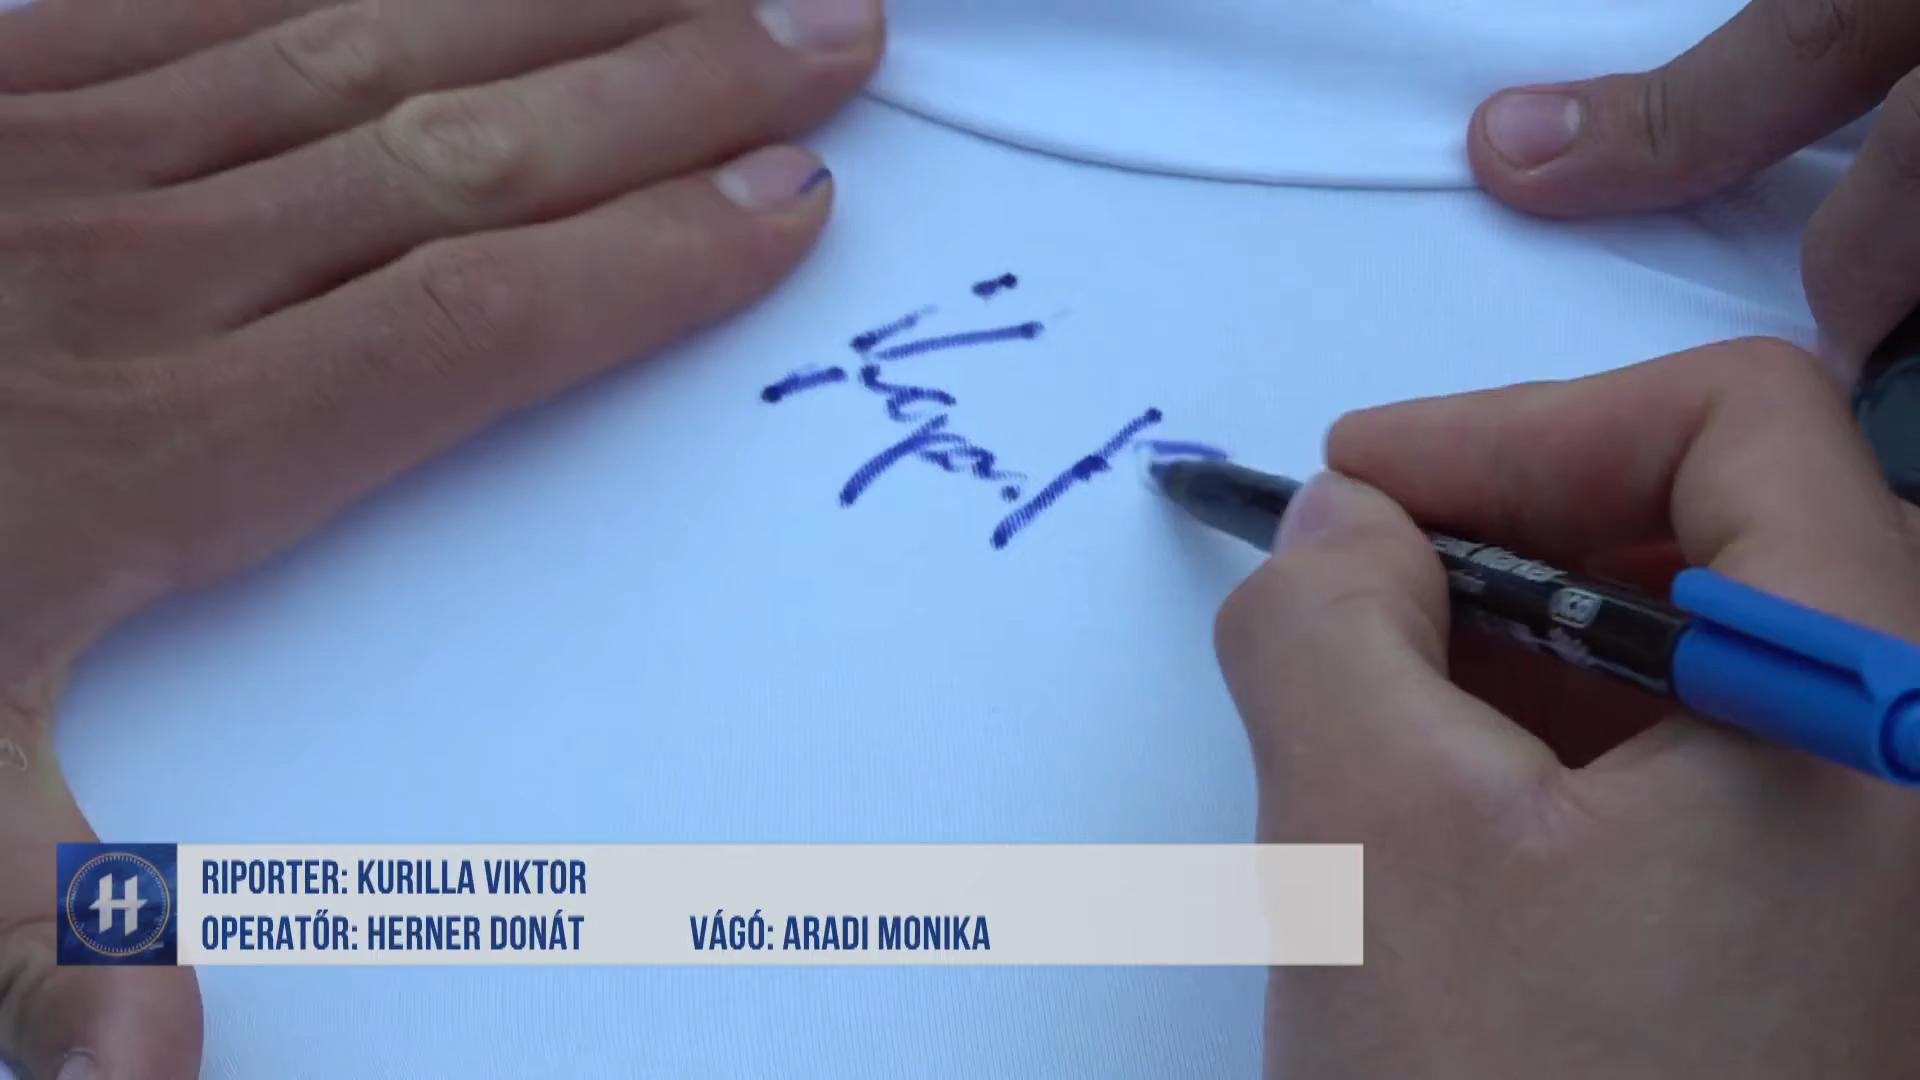 RIPORTER: KURILLA VIKTOR
OPERATŐR: HERNER DONÁT VÁGÓ: ARADI MONIKA
H